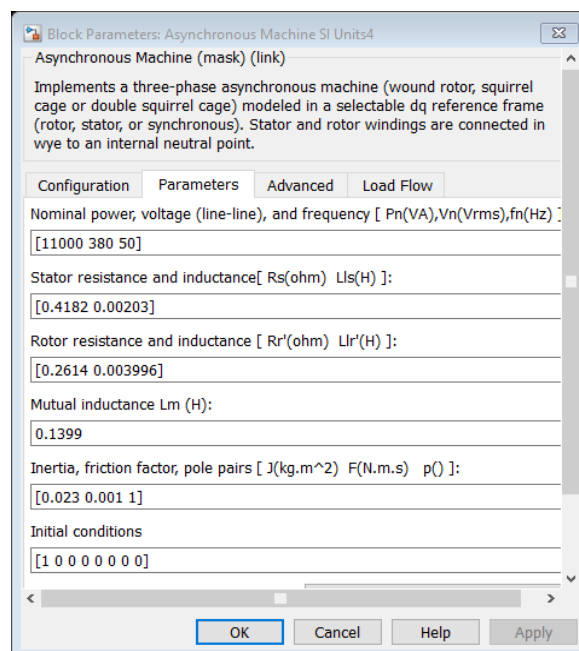 Block Parameters: Asynchronous Machine SI Units4
Asynchronous Machine (mask) (link)
Implements a three-phase asynchronous machine (wound rotor, squirrel
cage or double squirrel cage) modeled in a selectable dq reference frame
(rotor, stator, or synchronous). Stator and rotor windings are connected in
wye to an internal neutral point.
Configuration Parameters Advanced Load Flow
Nominal power, voltage (line-line), and frequency [ Pn(VA),Vn(Vrms),fn(Hz) ]
[11000 380 50]
Stator resistance and inductance[ Rs(ohm) Lls(H) ]:
[0.4182 0.00203]
Rotor resistance and inductance [ Rr'(ohm) Llr'(H) ]:
[0.2614 0.003996]
Mutual inductance Lm (H):
0.1399
Inertia, friction factor, pole pairs [ J(kg.m^2) F(N.m.s) p() ]:
[0.023 0.001 1]
Initial conditions
[1 0 0 0 0 0 0 0]
OK Cancel Help Apply